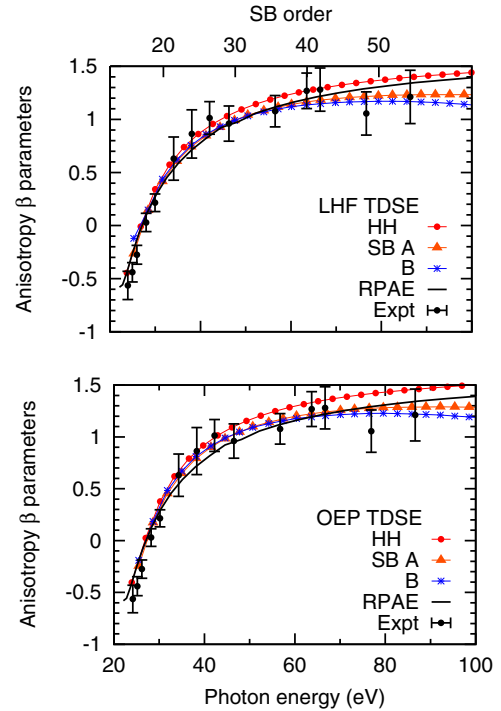 SB order
20 30 40 48
1.5
1
0.5
0
-0.5
-1
Anisotropy β parameters
LHF TDSE
HH
SB A
B
RPAE
Expt
1.5
1
0.5
0
-0.5
-1
Anisotropy β parameters
OEP TDSE
HH
SB A
B
RPAE
Expt
20 40 60 80 100
Photon energy (eV)